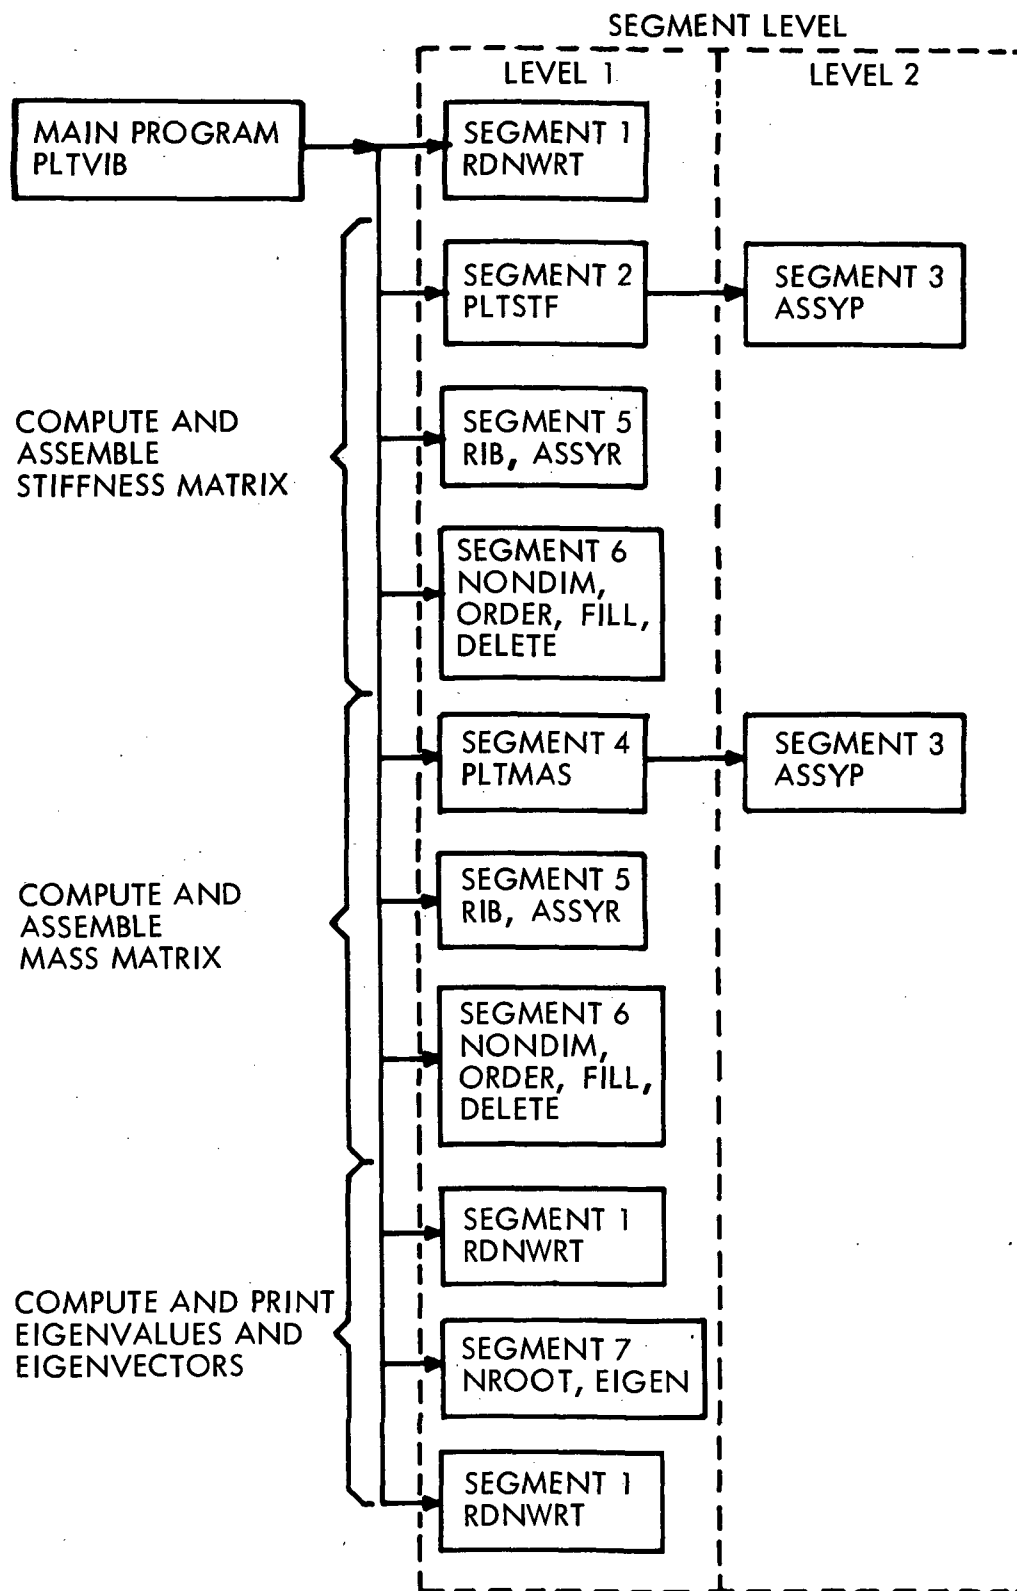 SEGMENT LEVEL
LEVEL 1
LEVEL 2
MAIN PROGRAM
PLTVIB
SEGMENT 1
RDNWRT
SEGMENT 2
PLTSTF
SEGMENT 3
ASSYP
COMPUTE AND
ASSEMBLE
STIFFNESS MATRIX
SEGMENT 5
RIB, ASSYR
SEGMENT 6
NONDIM,
ORDER, FILL,
DELETE
SEGMENT 4
PLTMAS
SEGMENT 3
ASSYP
COMPUTE AND
ASSEMBLE
MASS MATRIX
SEGMENT 5
RIB, ASSYR
SEGMENT 6
NONDIM,
ORDER, FILL,
DELETE
SEGMENT 1
RDNWRT
COMPUTE AND PRINT
EIGENVALUES AND
EIGENVECTORS
SEGMENT 7
NROOT, EIGEN
SEGMENT 1
RDNWRT